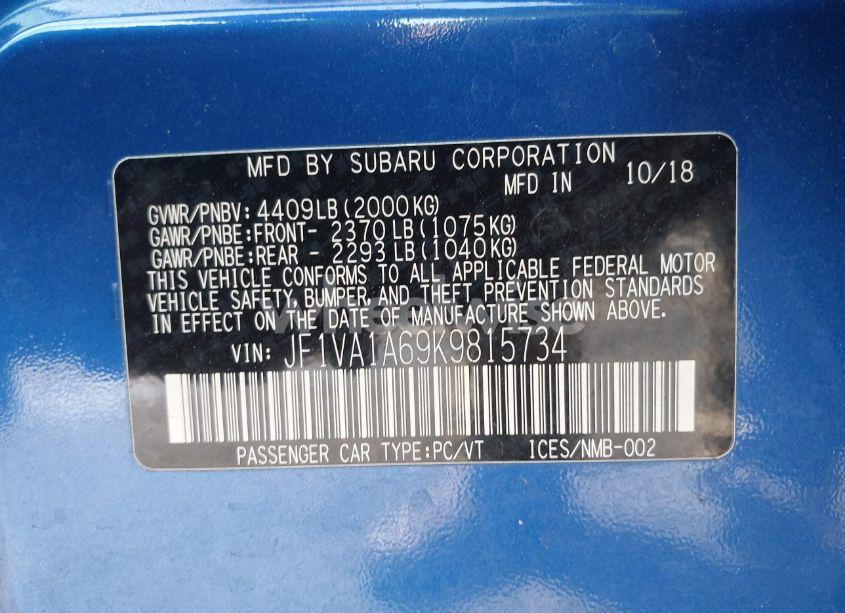 MFD BY SUBARU CORPORATION
MFD IN 10/18
GVWR/PNBV: 4409LB (2000KG)
GAWR/PNBE:FRONT- 2370 LB (1075KG)
GAWR/PNBE:REAR - 2293 LB (1040KG)
THIS VEHICLE CONFORMS TO ALL APPLICABLE FEDERAL MOTOR
VEHICLE SAFETY, BUMPER, AND THEFT PREVENTION STANDARDS
IN EFFECT ON THE DATE OF MANUFACTURE SHOWN ABOVE.
VIN: JF1VA1A69K9815734
PASSENGER CAR TYPE:PC/VT ICES/NMB-002